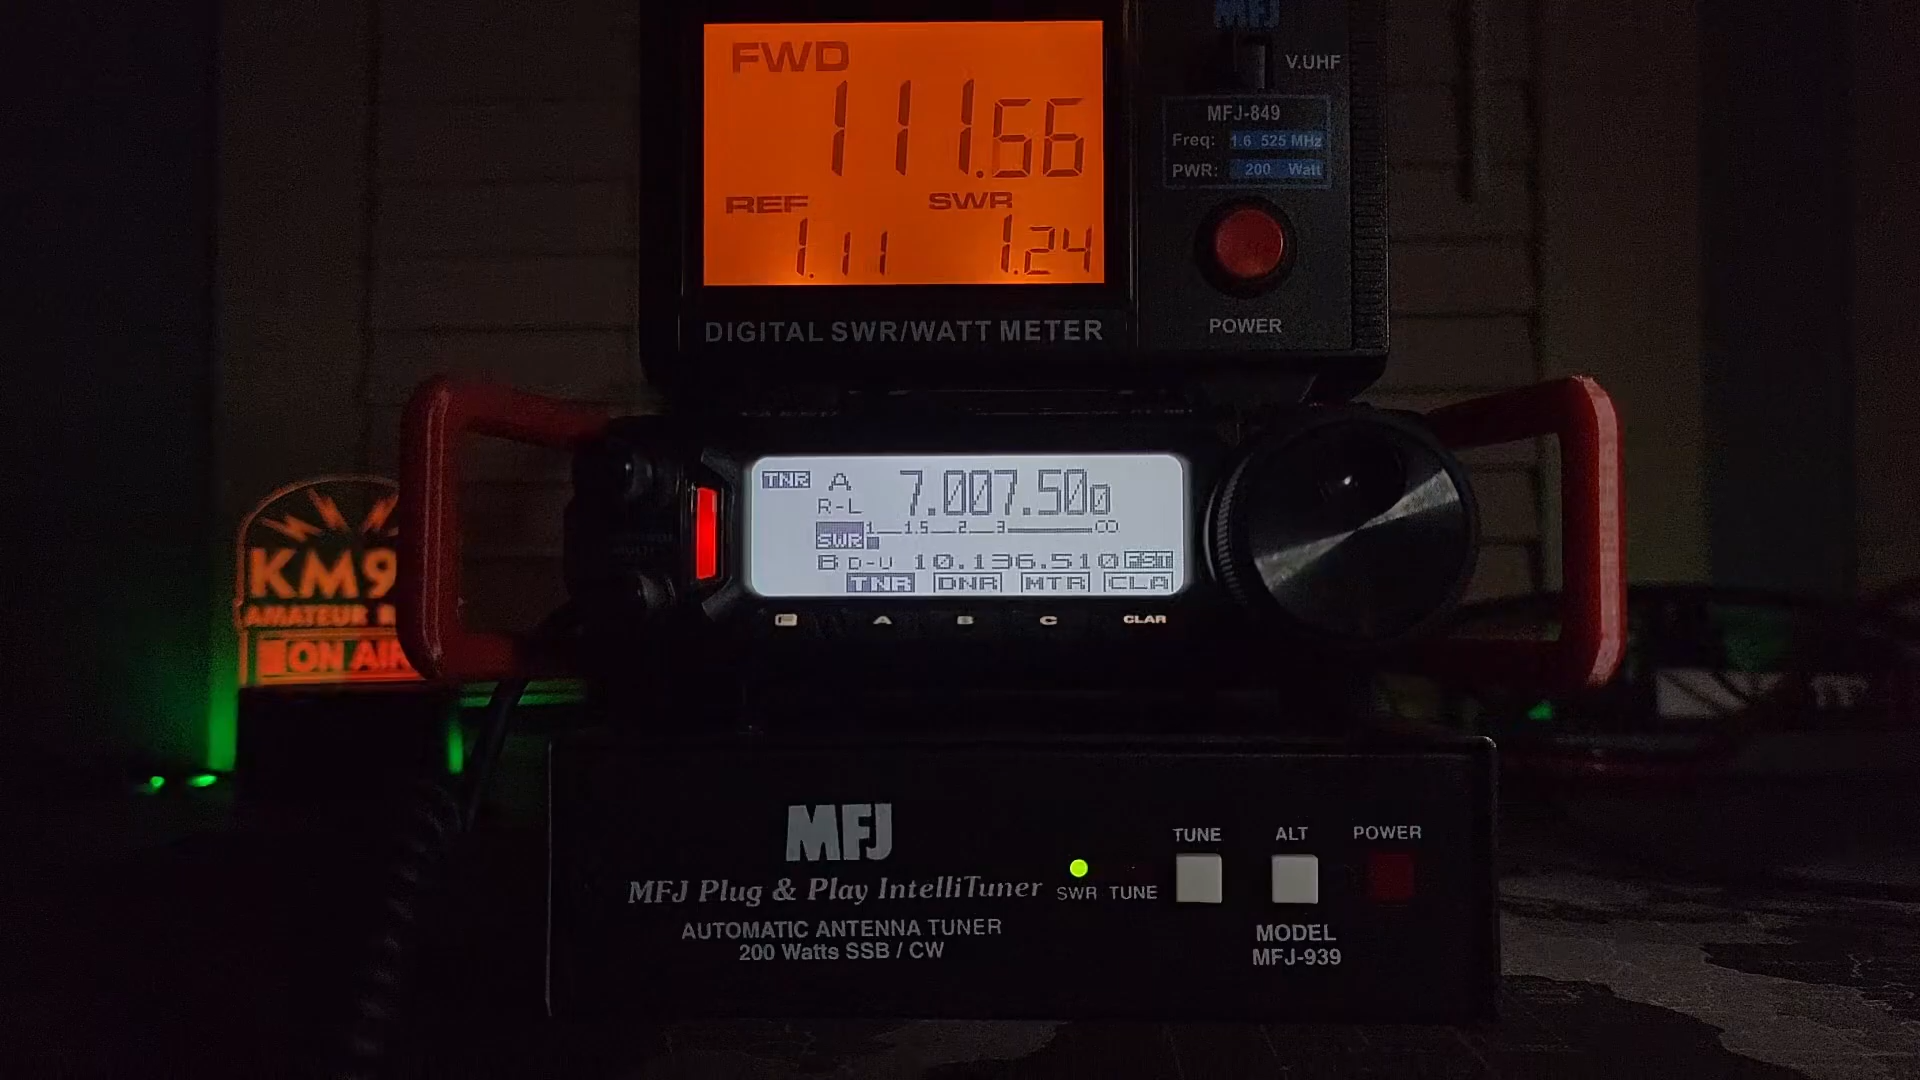 MFJ
FWD
111.56
REF SWR
1.11 1.24
DIGITAL SWR/WATT METER
V.UHF
MFJ-849
Freq: 1.6 525 MHz
PWR: 200 Watt
POWER
TNR A 7.007.500
R-L
1 1.5 2 3 ∞
SWR
B D-U 10.136.510 FST
TNR DNR MTR CLA
A B C CLAR
KM9
AMATEUR R
ON AIR
MFJ
MFJ Plug & Play IntelliTuner
AUTOMATIC ANTENNA TUNER
200 Watts SSB / CW
SWR TUNE
TUNE ALT POWER
MODEL
MFJ-939